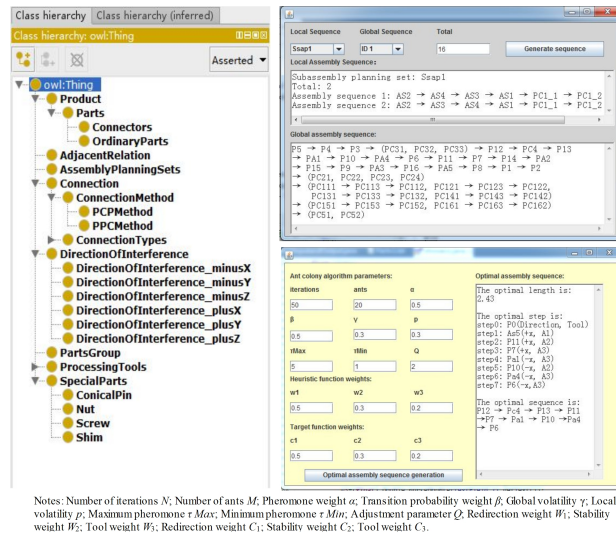 Class hierarchy
Class hierarchy (inferred)
Class hierarchy: owl:Thing
Asserted
owl:Thing
Product
Parts
Connectors
OrdinaryParts
AdjacentRelation
AssemblyPlanningSets
Connection
ConnectionMethod
PCPMethod
PPCMethod
ConnectionTypes
DirectionOfInterference
DirectionOfInterference_minusX
DirectionOfInterference_minusY
DirectionOfInterference_minusZ
DirectionOfInterference_plusX
DirectionOfInterference_plusY
DirectionOfInterference_plusZ
PartsGroup
ProcessingTools
SpecialParts
ConicalPin
Nut
Screw
Shim
Local Sequence Global Sequence Total
Ssap1 ID 1 16 Generate sequence
Local Assembly Sequence:
Subassembly planning set: Ssap1
Total: 2
Assembly sequence 1: AS2 → AS4 → AS3 → AS1 → PC1_1 → PC1_2
Assembly sequence 2: AS2 → AS3 → AS4 → AS1 → PC1_1 → PC1_2
Global assembly sequence:
P5 → P4 → P3 → (PC31, PC32, PC33) → P12 → PC4 → P13
→ PA1 → P10 → PA4 → P6 → P11 → P7 → P14 → PA2
→ P15 → P9 → PA3 → P16 → PA5 → P8 → P1 → P2
→ (PC21, PC22, PC23, PC24)
→ (PC111 → PC113 → PC112, PC121 → PC123 → PC122,
PC131 → PC133 → PC132, PC141 → PC143 → PC142)
→ (PC151 → PC153 → PC152, PC161 → PC163 → PC162)
→ (PC51, PC52)
Ant colony algorithm parameters:
iterations ants α
50 20 0.5
β γ p
0.5 0.3 0.3
τMax τMin Q
5 1 2
Heuristic function weights:
w1 w2 w3
0.5 0.3 0.2
Target function weights:
c1 c2 c3
0.5 0.3 0.2
Optimal assembly sequence generation
Optimal assembly sequence:
The optimal length is:
2.43
The optimal step is:
step0: P0(Direction, Tool)
step1: As5(+x, A1)
step2: P11(+x, A2)
step3: P7(+x, A3)
step4: Pa1(-x, A3)
step5: P10(-x, A2)
step6: Pa4(-x, A3)
step7: P6(-x,A3)
The optimal sequence is:
P12 → Pc4 → P13 → P11
→P7 → Pa1 → P10 →Pa4
→ P6
Notes: Number of iterations N; Number of ants M; Pheromone weight α; Transition probability weight β; Global volatility γ; Local
volatility p; Maximum pheromone τ Max; Minimum pheromone τ Min; Adjustment parameter Q; Redirection weight W₁; Stability
weight W₂; Tool weight W₃; Redirection weight C₁; Stability weight C₂; Tool weight C₃.